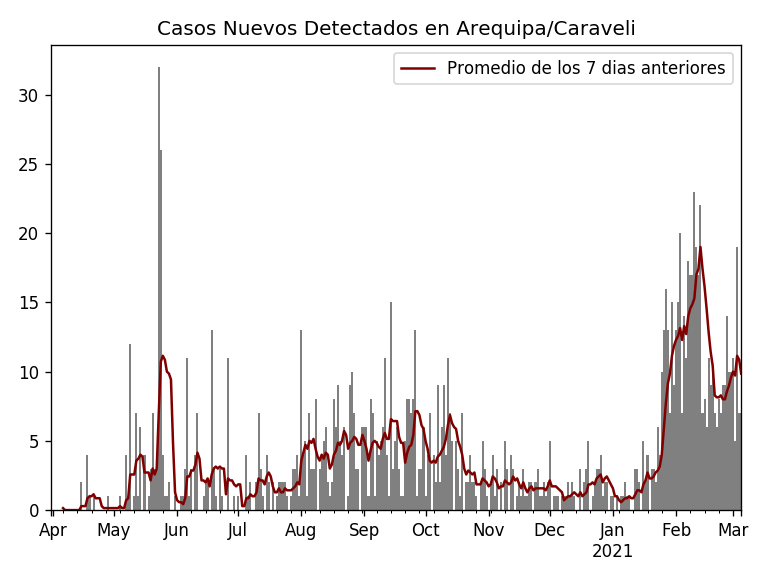 Casos Nuevos Detectados en Arequipa/Caraveli
Promedio de los 7 dias anteriores
30
25
20
15
10
5
0
Apr May Jun Jul Aug Sep Oct Nov Dec Jan Feb Mar
2021